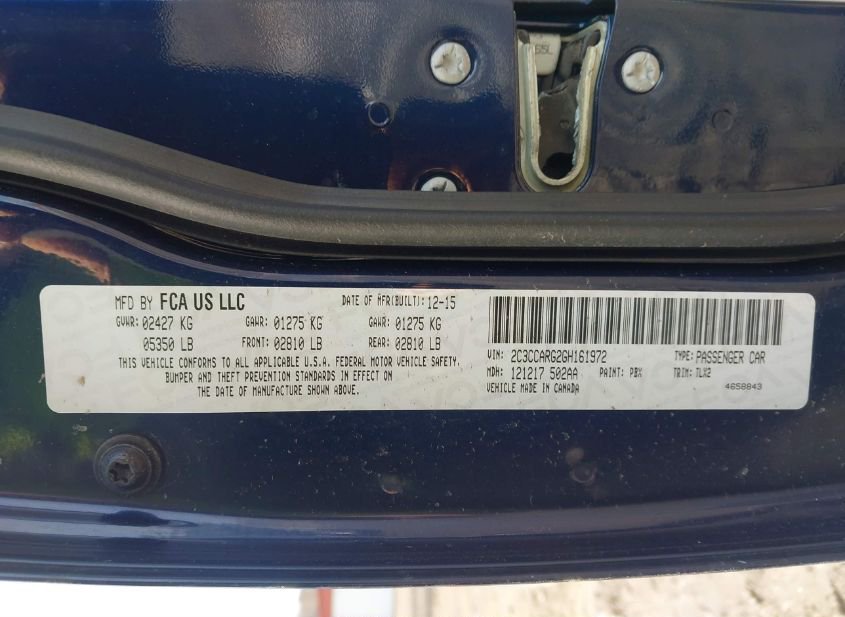 65L
MFD BY FCA US LLC DATE OF MFR(BUILT): 12-15
GVWR: 02427 KG GAWR: 01275 KG GAWR: 01275 KG
05350 LB FRONT: 02810 LB REAR: 02810 LB
THIS VEHICLE CONFORMS TO ALL APPLICABLE U.S.A. FEDERAL MOTOR VEHICLE SAFETY.
BUMPER AND THEFT PREVENTION STANDARDS IN EFFECT ON
THE DATE OF MANUFACTURE SHOWN ABOVE.
VIN: 2C3CCARG2GH161972 TYPE: PASSENGER CAR
MDH: 121217 502AA PAINT: PBX TRIM: TLX2
VEHICLE MADE IN CANADA 4658843